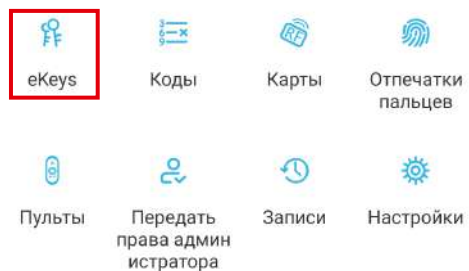 eKeys
Коды
Карты
Отпечатки
пальцев
Пульты
Передать
права админ
истратора
Записи
Настройки